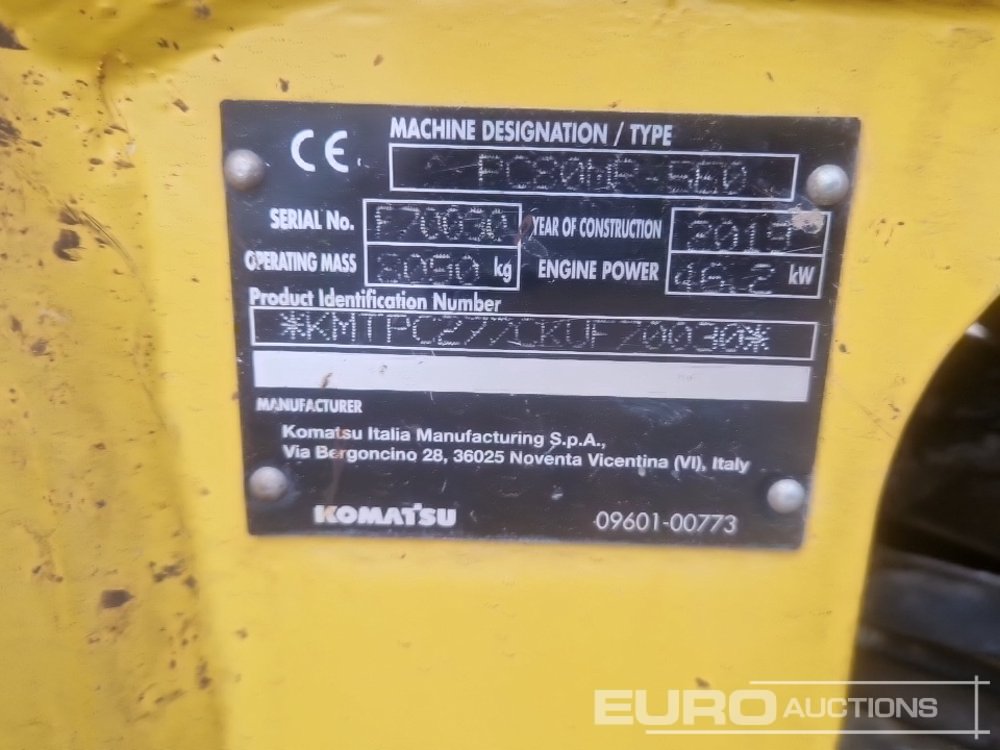 CE
MACHINE DESIGNATION / TYPE
SERIAL No. F70030 YEAR OF CONSTRUCTION 2019
OPERATING MASS 8050 kg ENGINE POWER 46.2 kW
Product Identification Number
*KMTPC277CKUF70030*
MANUFACTURER
Komatsu Italia Manufacturing S.p.A.,
Via Bergoncino 28, 36025 Noventa Vicentina (VI), Italy
KOMATSU 09601-00773
EURO AUCTIONS